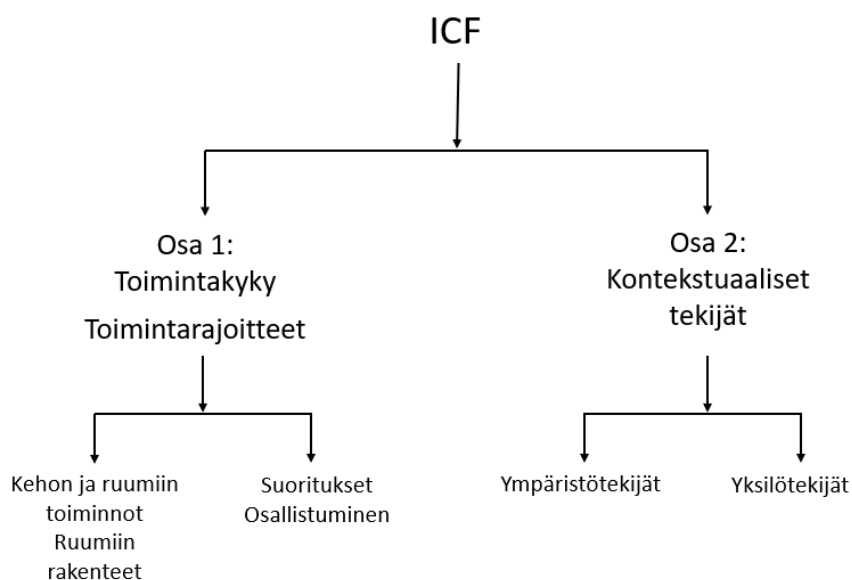 ICF
Osa 1:
Toimintakyky
Toimintarajoitteet
Osa 2:
Kontekstuaaliset
tekijät
Kehon ja ruumiin
toiminnot
Ruumiin
rakenteet
Suoritukset
Osallistuminen
Ympäristötekijät
Yksilötekijät